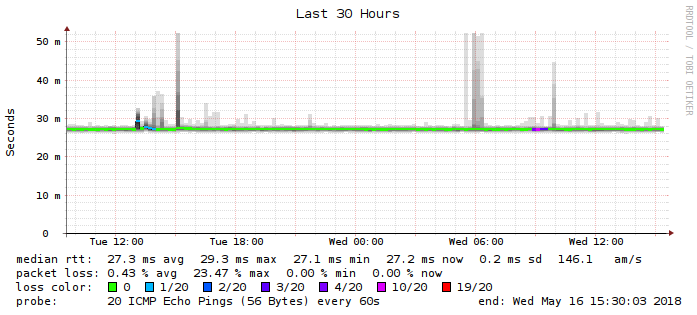 Last 30 Hours
RRDTOOL / TOBI OETIKER
Seconds
50 m
40 m
30 m
20 m
10 m
0
Tue 12:00 Tue 18:00 Wed 00:00 Wed 06:00 Wed 12:00
median rtt: 27.3 ms avg 29.3 ms max 27.1 ms min 27.2 ms now 0.2 ms sd 146.1 am/s
packet loss: 0.43 % avg 23.47 % max 0.00 % min 0.00 % now
loss color: 0 1/20 2/20 3/20 4/20 10/20 19/20
probe: 20 ICMP Echo Pings (56 Bytes) every 60s end: Wed May 16 15:30:03 2018